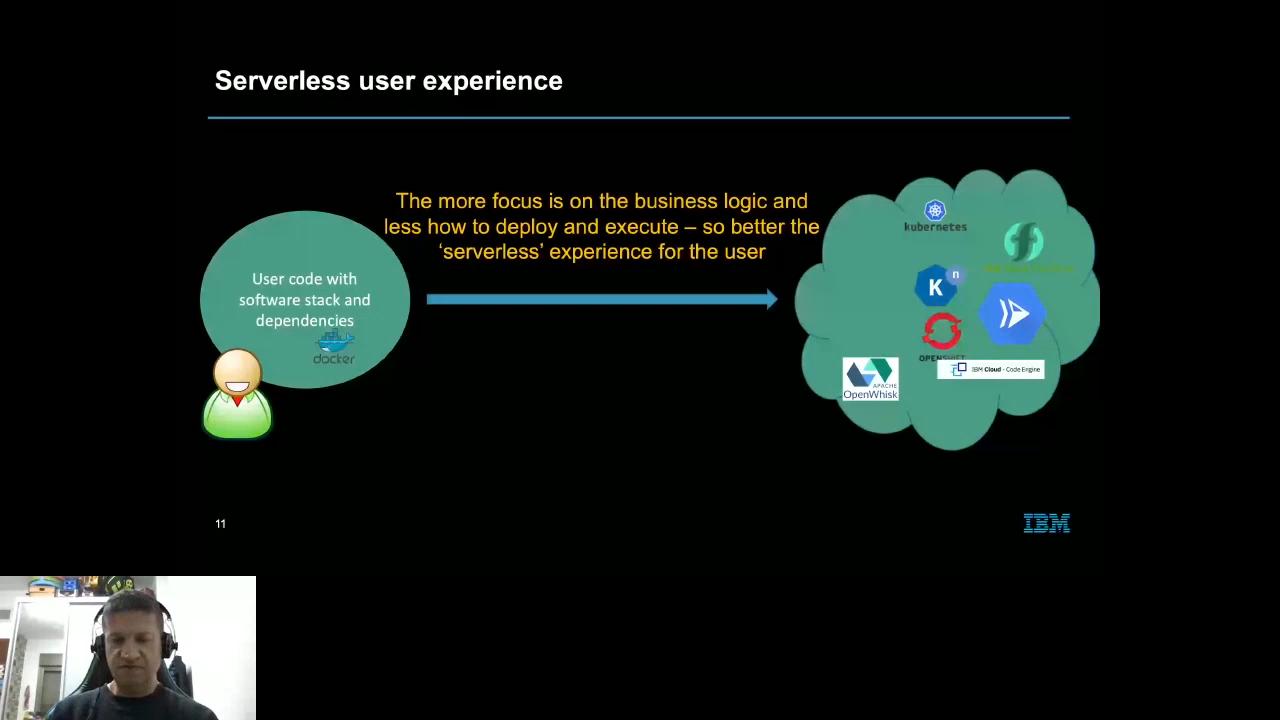 Serverless user experience
The more focus is on the business logic and
less how to deploy and execute – so better the
‘serverless’ experience for the user
User code with
software stack and
dependencies
docker
kubernetes
n
K
OPENSHIFT
IBM Cloud - Code Engine
APACHE
OpenWhisk
11
IBM